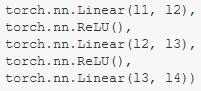 torch.nn.Linear(l1, l2),
torch.nn.ReLU(),
torch.nn.Linear(l2, l3),
torch.nn.ReLU(),
torch.nn.Linear(l3, l4))